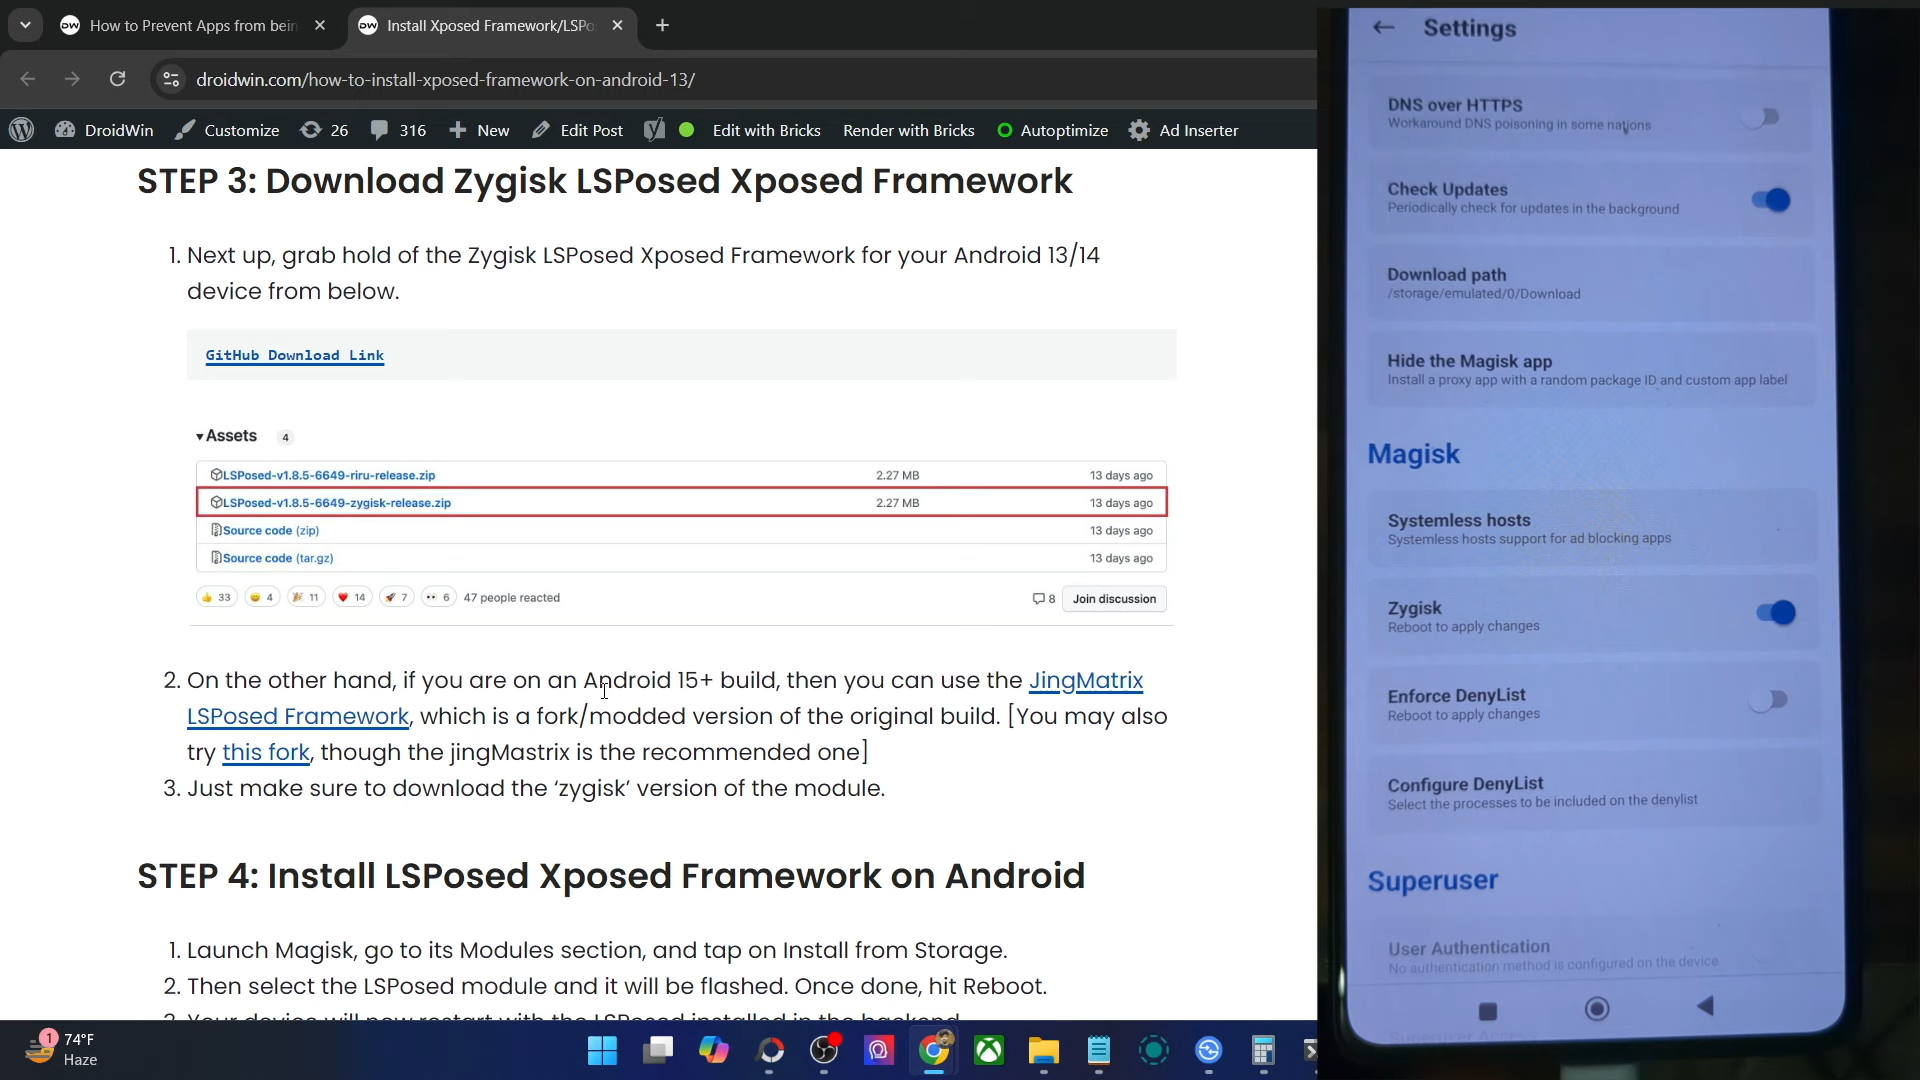 How to Prevent Apps from bein
Install Xposed Framework/LSPo
droidwin.com/how-to-install-xposed-framework-on-android-13/
DroidWin
Customize
26
316
New
Edit Post
Edit with Bricks
Render with Bricks
Autoptimize
Ad Inserter
STEP 3: Download Zygisk LSPosed Xposed Framework
1. Next up, grab hold of the Zygisk LSPosed Xposed Framework for your Android 13/14
device from below.
GitHub Download Link
Assets 4
LSPosed-v1.8.5-6649-riru-release.zip 2.27 MB 13 days ago
LSPosed-v1.8.5-6649-zygisk-release.zip 2.27 MB 13 days ago
Source code (zip) 13 days ago
Source code (tar.gz) 13 days ago
33 4 11 14 7 6 47 people reacted 8 Join discussion
2. On the other hand, if you are on an Android 15+ build, then you can use the JingMatrix
LSPosed Framework, which is a fork/modded version of the original build. [You may also
try this fork, though the jingMastrix is the recommended one]
3. Just make sure to download the ‘zygisk’ version of the module.
STEP 4: Install LSPosed Xposed Framework on Android
1. Launch Magisk, go to its Modules section, and tap on Install from Storage.
2. Then select the LSPosed module and it will be flashed. Once done, hit Reboot.
3. Your device will now restart with the LSPosed installed in the backend.
1
74°F
Haze
Settings
DNS over HTTPS
Workaround DNS poisoning in some nations
Check Updates
Periodically check for updates in the background
Download path
/storage/emulated/0/Download
Hide the Magisk app
Install a proxy app with a random package ID and custom app label
Magisk
Systemless hosts
Systemless hosts support for ad blocking apps
Zygisk
Reboot to apply changes
Enforce DenyList
Reboot to apply changes
Configure DenyList
Select the processes to be included on the denylist
Superuser
User Authentication
No authentication method is configured on the device